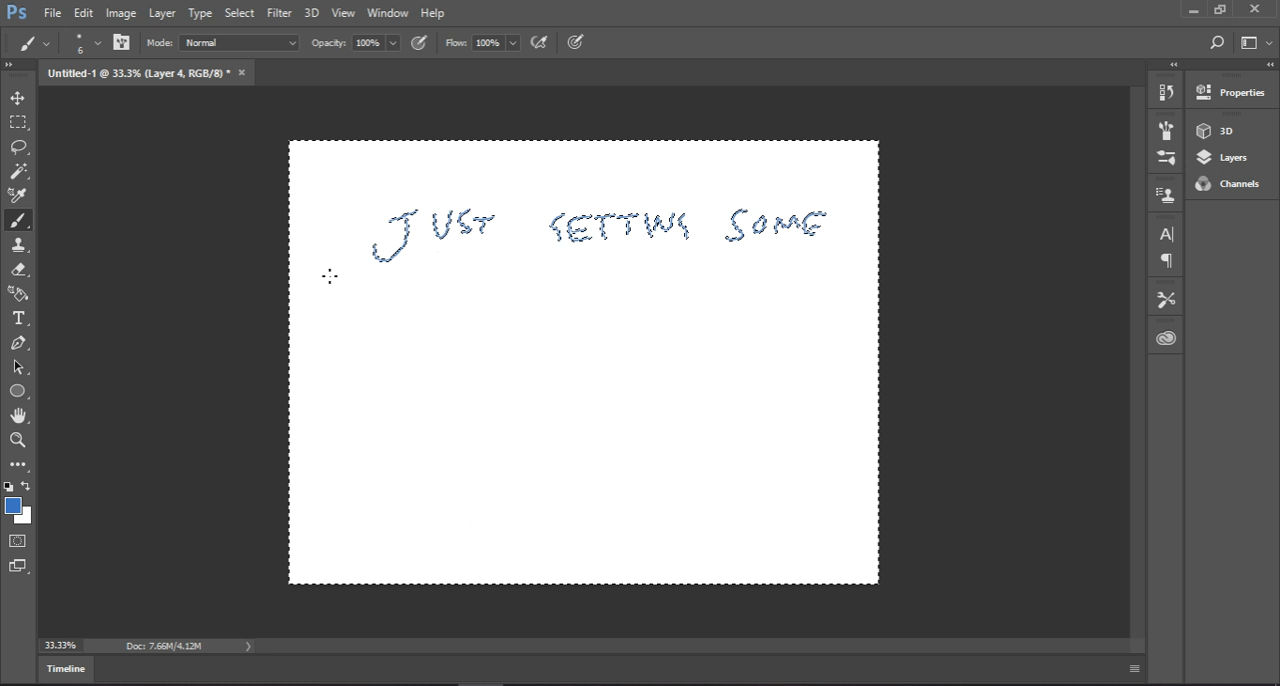 Ps File Edit Image Layer Type Select Filter 3D View Window Help
6 Mode: Normal Opacity: 100% Flow: 100%
Untitled-1 @ 33.3% (Layer 4, RGB/8) * ×
Properties
3D
Layers
Channels
JUST GETTING SOME
33.33% Doc: 7.66M/4.12M
Timeline